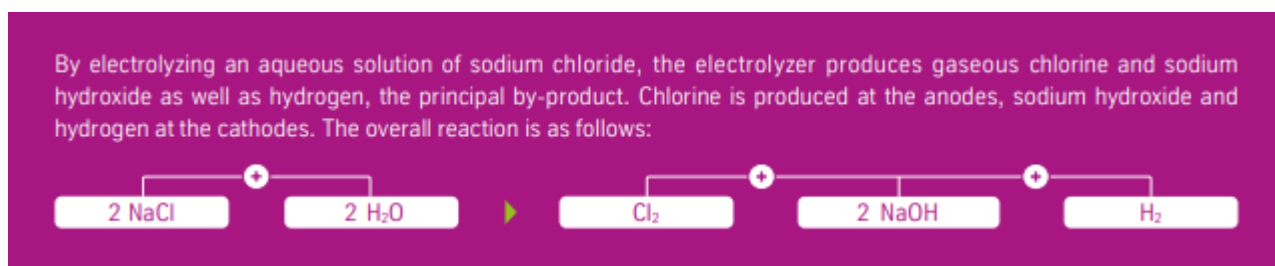 By electrolyzing an aqueous solution of sodium chloride, the electrolyzer produces gaseous chlorine and sodium
hydroxide as well as hydrogen, the principal by-product. Chlorine is produced at the anodes, sodium hydroxide and
hydrogen at the cathodes. The overall reaction is as follows:
+ + +
2 NaCl 2 H₂O Cl₂ 2 NaOH H₂